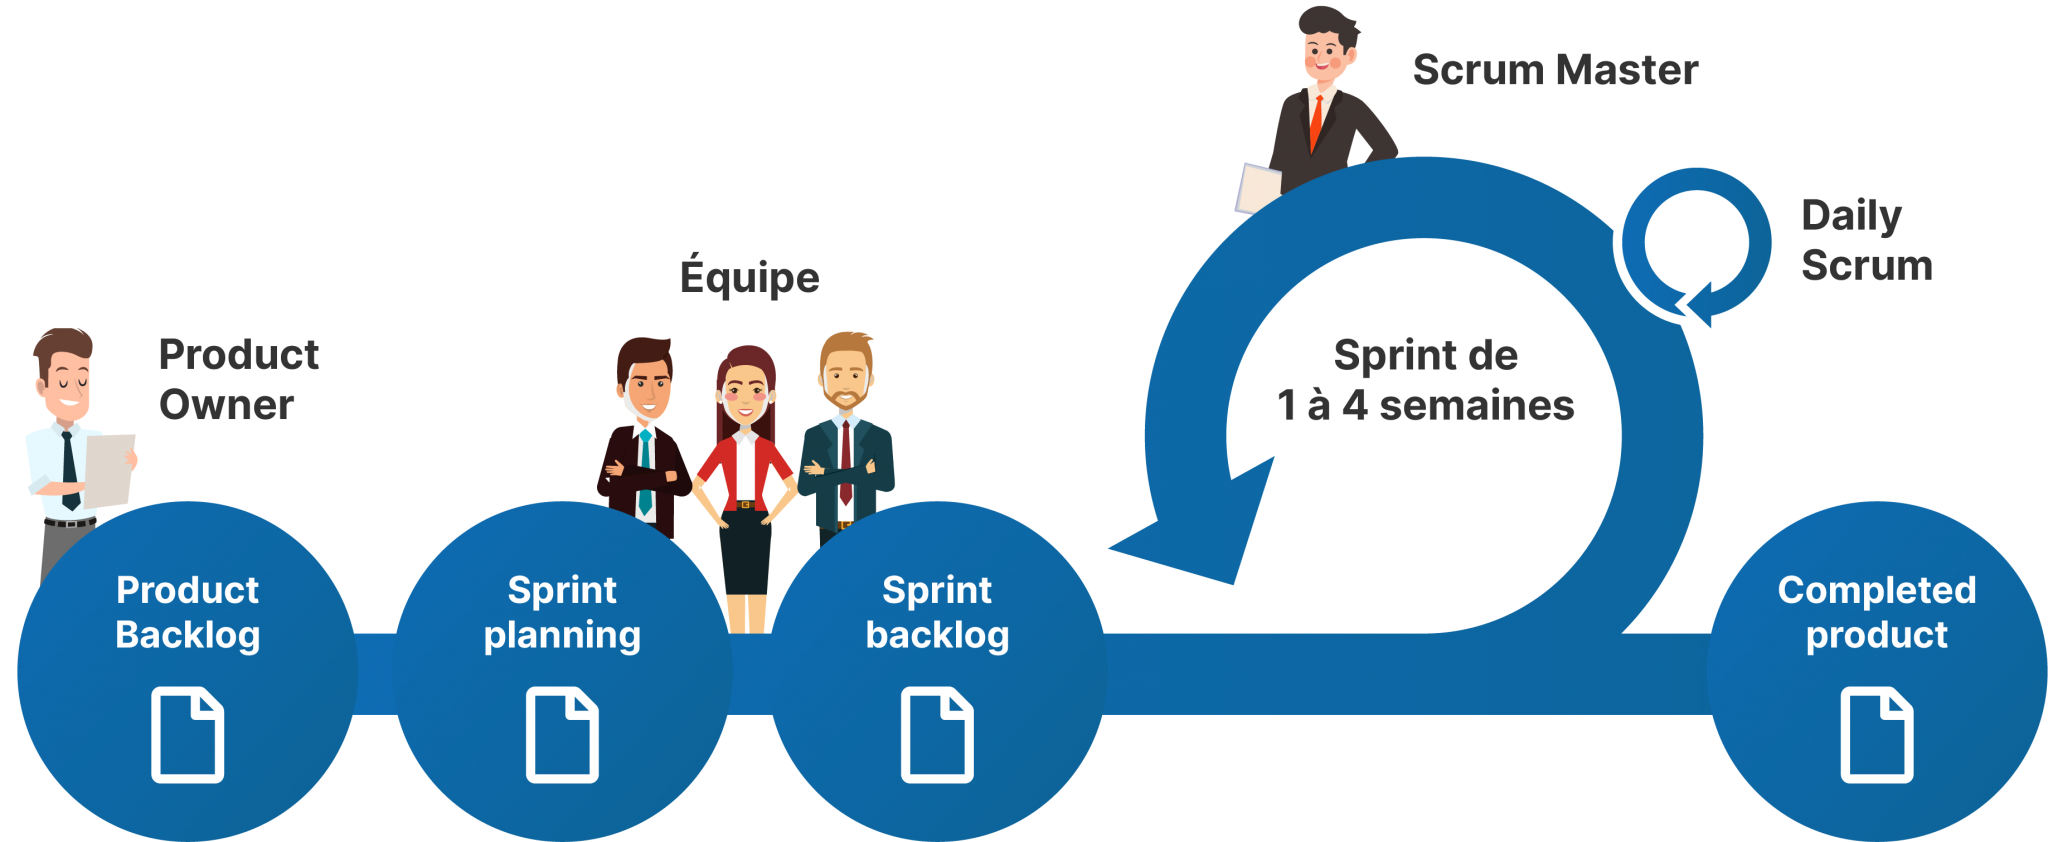 Scrum Master
Daily
Scrum
Équipe
Product
Owner
Sprint de
1 à 4 semaines
Product
Backlog
Sprint
planning
Sprint
backlog
Completed
product